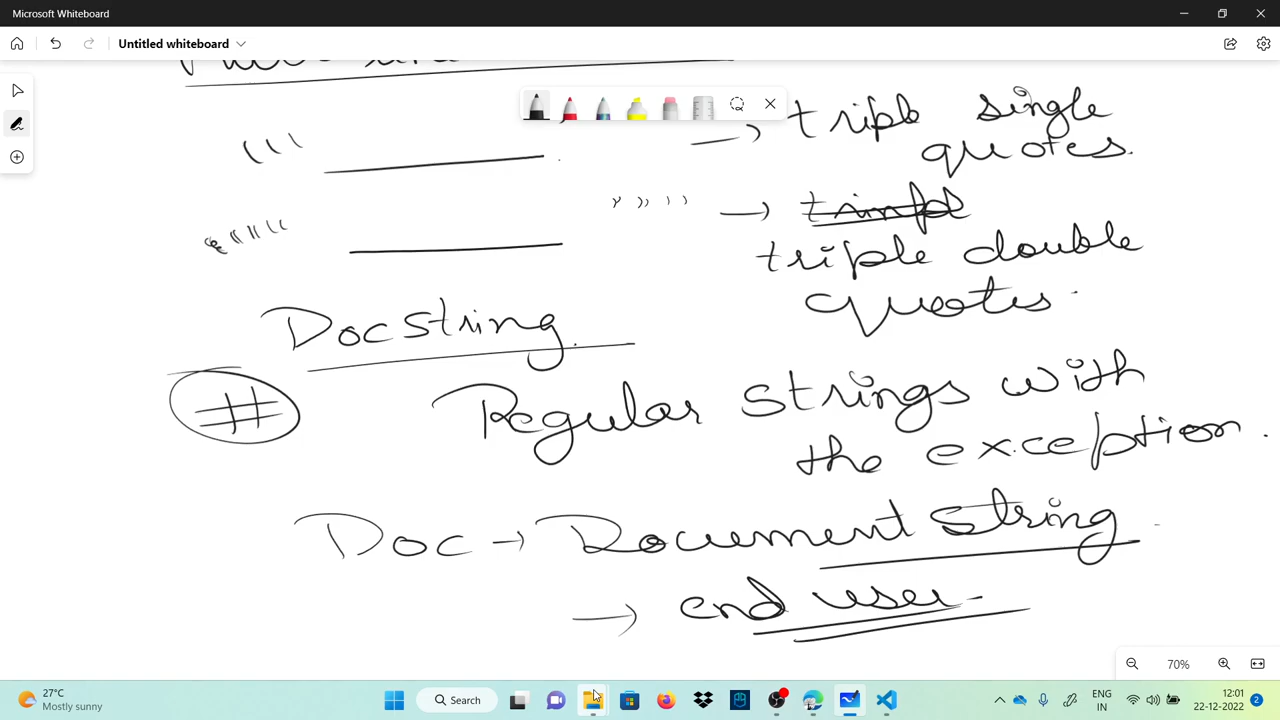 Microsoft Whiteboard
Untitled whiteboard
''' → triple single
quotes.
""" """ →
triple double
quotes.
Docstring.
# Regular strings with
the exception.
Doc → Document string.
→ end user.
70%
27°C
Mostly sunny
Search
ENG
IN
12:01
22-12-2022
2